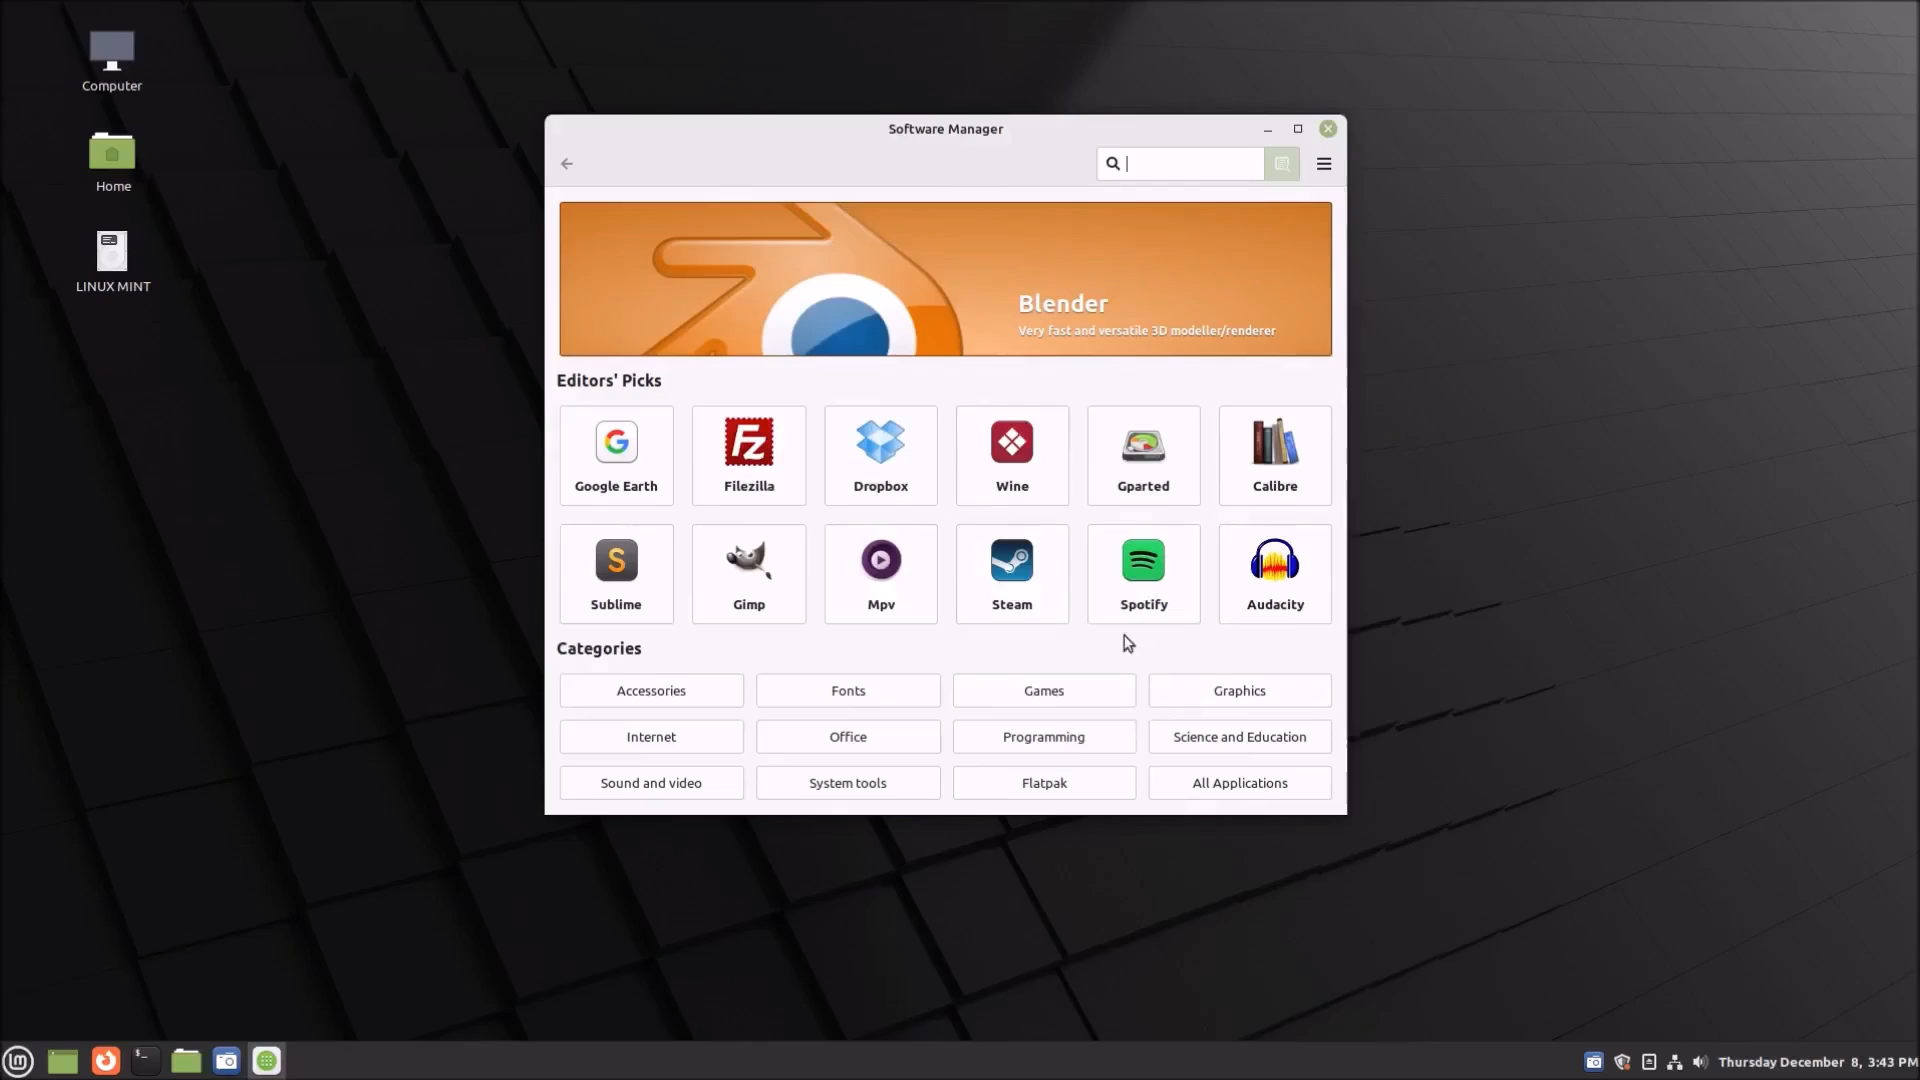 Computer
Home
LINUX MINT
Software Manager
Blender
Very fast and versatile 3D modeller/renderer
Editors' Picks
Google Earth
Filezilla
Dropbox
Wine
Gparted
Calibre
Sublime
Gimp
Mpv
Steam
Spotify
Audacity
Categories
Accessories
Fonts
Games
Graphics
Internet
Office
Programming
Science and Education
Sound and video
System tools
Flatpak
All Applications
Thursday December 8, 3:43 PM